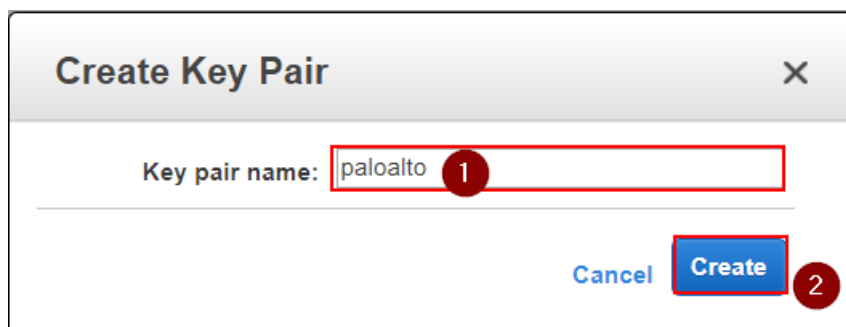 Create Key Pair ×
Key pair name: paloalto 1
Cancel Create 2